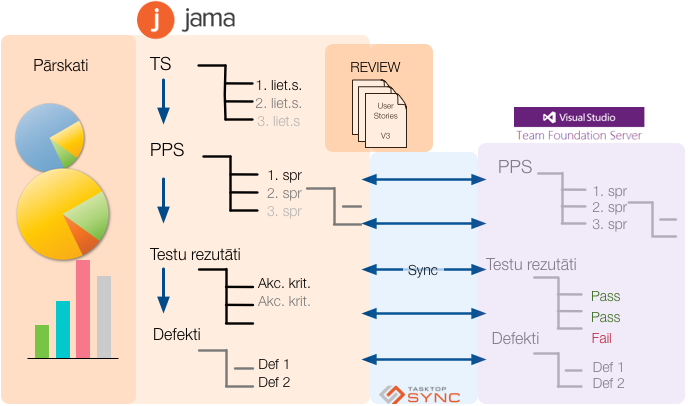 j jama
Pārskati
TS
1. liet.s.
2. liet.s.
3. liet.s
REVIEW
User
Stories
V3
PPS
1. spr
2. spr
3. spr
Testu rezutāti
Akc. krit.
Akc. krit.
Defekti
Def 1
Def 2
Sync
TASKTOP
SYNC
Visual Studio
Team Foundation Server
PPS
1. spr
2. spr
3. spr
Testu rezutāti
Pass
Pass
Fail
Defekti
Def 1
Def 2